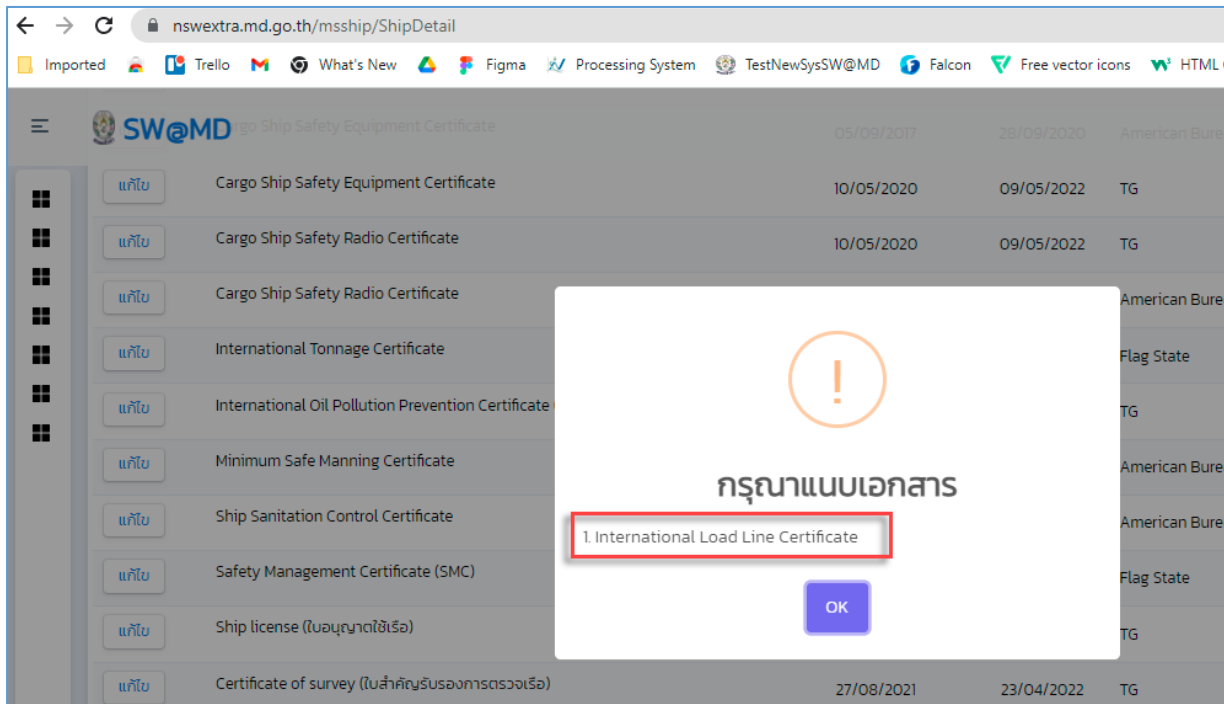 nswextra.md.go.th/msship/ShipDetail
Imported Trello What's New Figma Processing System TestNewSysSW@MD Falcon Free vector icons HTML
SW@MD
rgo Ship Safety Equipment Certificate 05/09/2017 28/09/2020 American Bure
แก้ไข Cargo Ship Safety Equipment Certificate 10/05/2020 09/05/2022 TG
แก้ไข Cargo Ship Safety Radio Certificate 10/05/2020 09/05/2022 TG
แก้ไข Cargo Ship Safety Radio Certificate American Bure
แก้ไข International Tonnage Certificate Flag State
แก้ไข International Oil Pollution Prevention Certificate TG
แก้ไข Minimum Safe Manning Certificate American Bure
แก้ไข Ship Sanitation Control Certificate American Bure
แก้ไข Safety Management Certificate (SMC) Flag State
แก้ไข Ship license (ใบอนุญาตใช้เรือ) TG
แก้ไข Certificate of survey (ใบสำคัญรับรองการตรวจเรือ) 27/08/2021 23/04/2022 TG
!
กรุณาแนบเอกสาร
1. International Load Line Certificate
OK